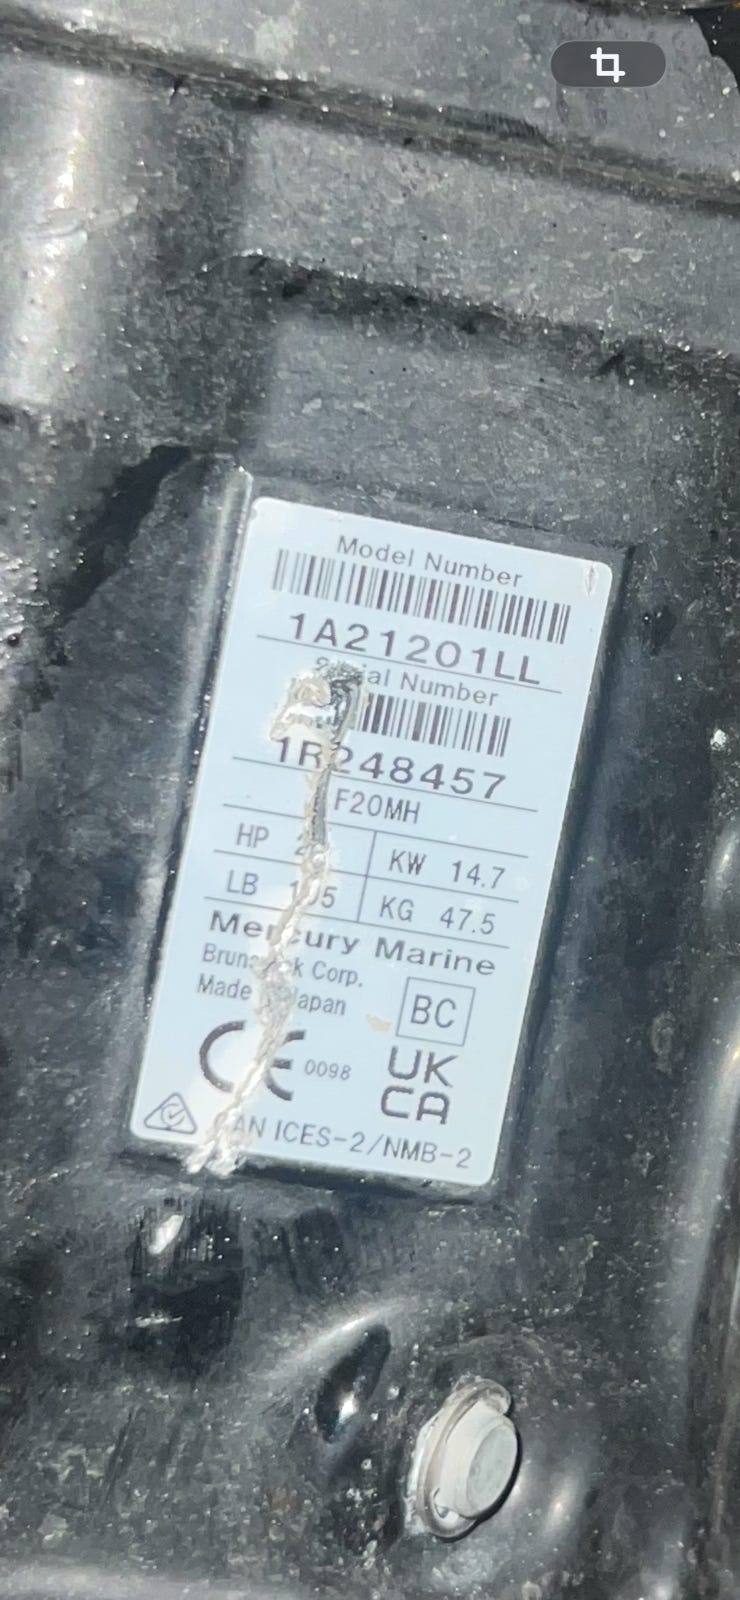 Model Number
1A21201LL
Number
1R248457
F20MH
HP KW 14.7
LB KG 47.5
Mercury Marine
Corp.
Made Japan
BC
CE 0098
UK
CA
ICES-2/NMB-2